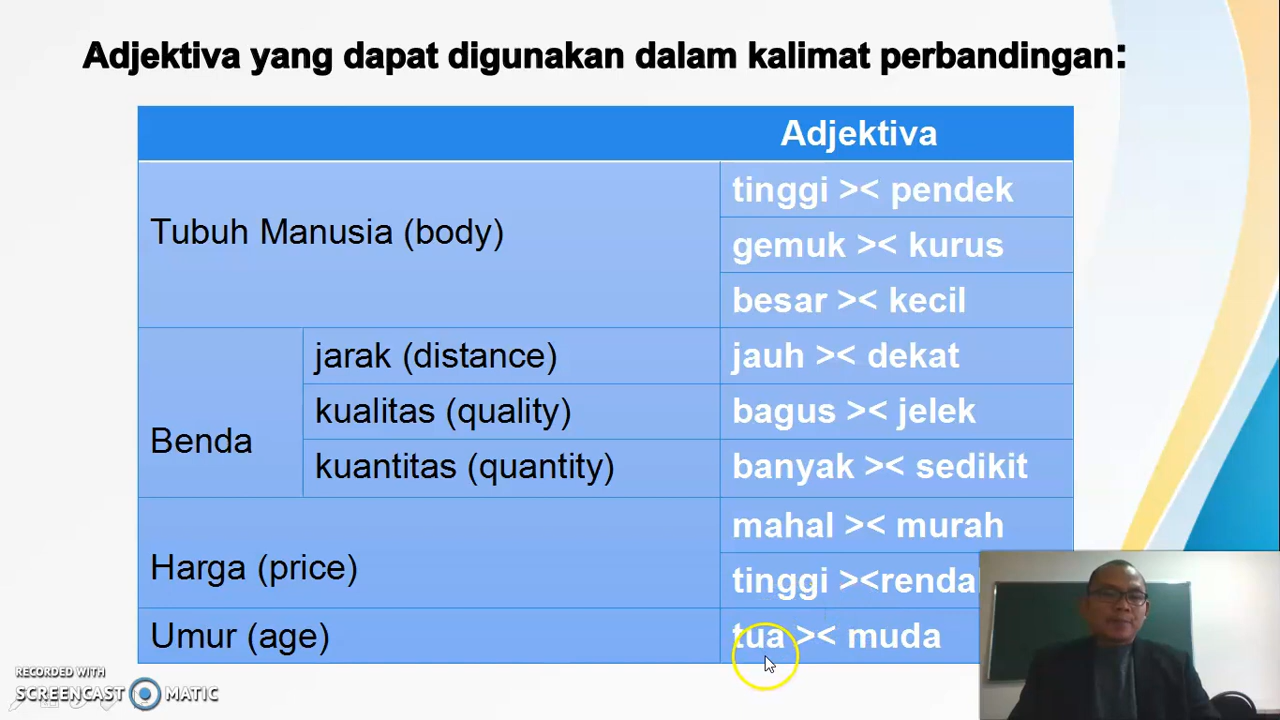 Adjektiva yang dapat digunakan dalam kalimat perbandingan:
Adjektiva
Tubuh Manusia (body)
tinggi >< pendek
gemuk >< kurus
besar >< kecil
Benda
jarak (distance)
jauh >< dekat
kualitas (quality)
bagus >< jelek
kuantitas (quantity)
banyak >< sedikit
Harga (price)
mahal >< murah
tinggi ><renda
Umur (age)
tua >< muda
RECORDED WITH
SCREENCAST MATIC